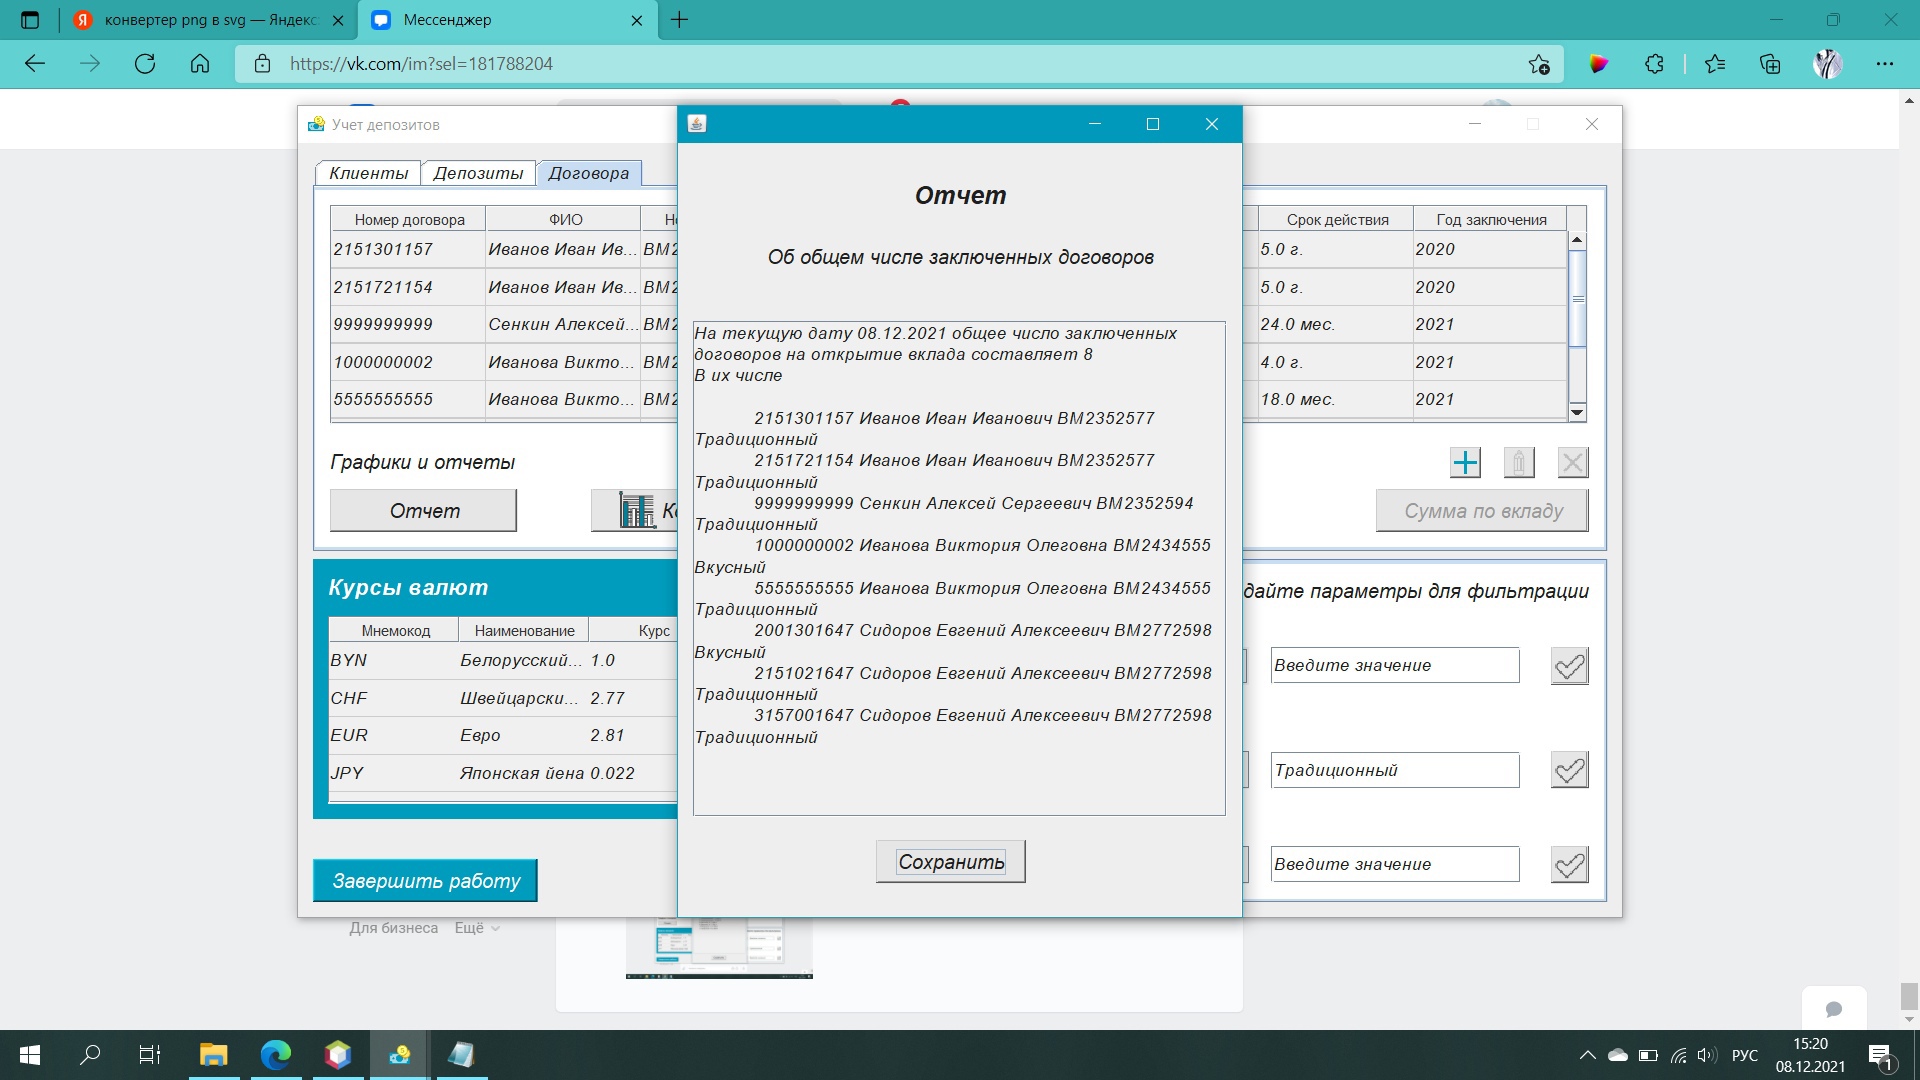 конвертер png в svg — Яндекс
Мессенджер
https://vk.com/im?sel=181788204
Учет депозитов
Клиенты
Депозиты
Договора
Номер договора ФИО
2151301157 Иванов Иван Ив... BM2
2151721154 Иванов Иван Ив... BM2
9999999999 Сенкин Алексей... BM2
1000000002 Иванова Викто... BM2
5555555555 Иванова Викто... BM2
Срок действия Год заключения
5.0 г. 2020
5.0 г. 2020
24.0 мес. 2021
4.0 г. 2021
18.0 мес. 2021
Графики и отчеты
Отчет
Сумма по вкладу
Курсы валют
Мнемокод Наименование Курс
BYN Белорусский... 1.0
CHF Швейцарски... 2.77
EUR Евро 2.81
JPY Японская йена 0.022
Завершить работу
Отчет
Об общем числе заключенных договоров
На текущую дату 08.12.2021 общее число заключенных
договоров на открытие вклада составляет 8
В их числе
2151301157 Иванов Иван Иванович BM2352577
Традиционный
2151721154 Иванов Иван Иванович BM2352577
Традиционный
9999999999 Сенкин Алексей Сергеевич BM2352594
Традиционный
1000000002 Иванова Виктория Олеговна BM2434555
Вкусный
5555555555 Иванова Виктория Олеговна BM2434555
Традиционный
2001301647 Сидоров Евгений Алексеевич BM2772598
Вкусный
2151021647 Сидоров Евгений Алексеевич BM2772598
Традиционный
3157001647 Сидоров Евгений Алексеевич BM2772598
Традиционный
Сохранить
дайте параметры для фильтрации
Введите значение
Традиционный
Введите значение
Для бизнеса Ещё
РУС
15:20
08.12.2021
1